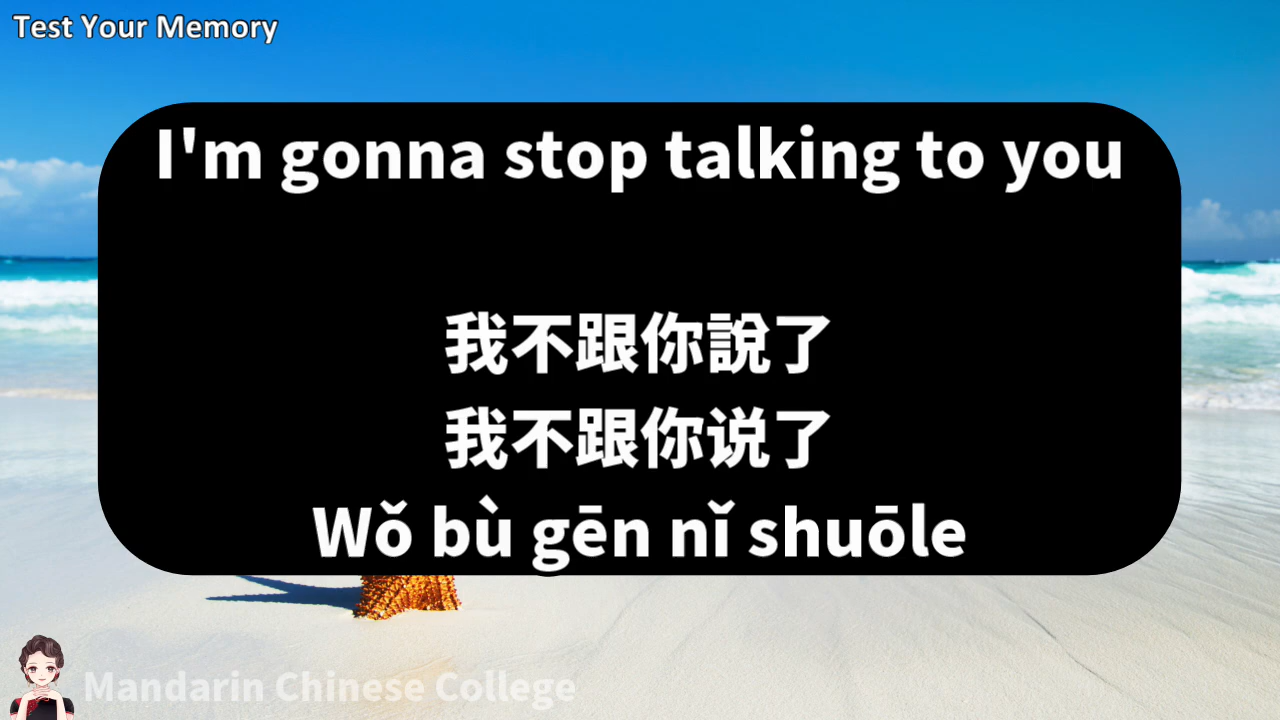 Test Your Memory
I'm gonna stop talking to you
我不跟你說了
我不跟你说了
Wǒ bù gēn nǐ shuōle
Mandarin Chinese College